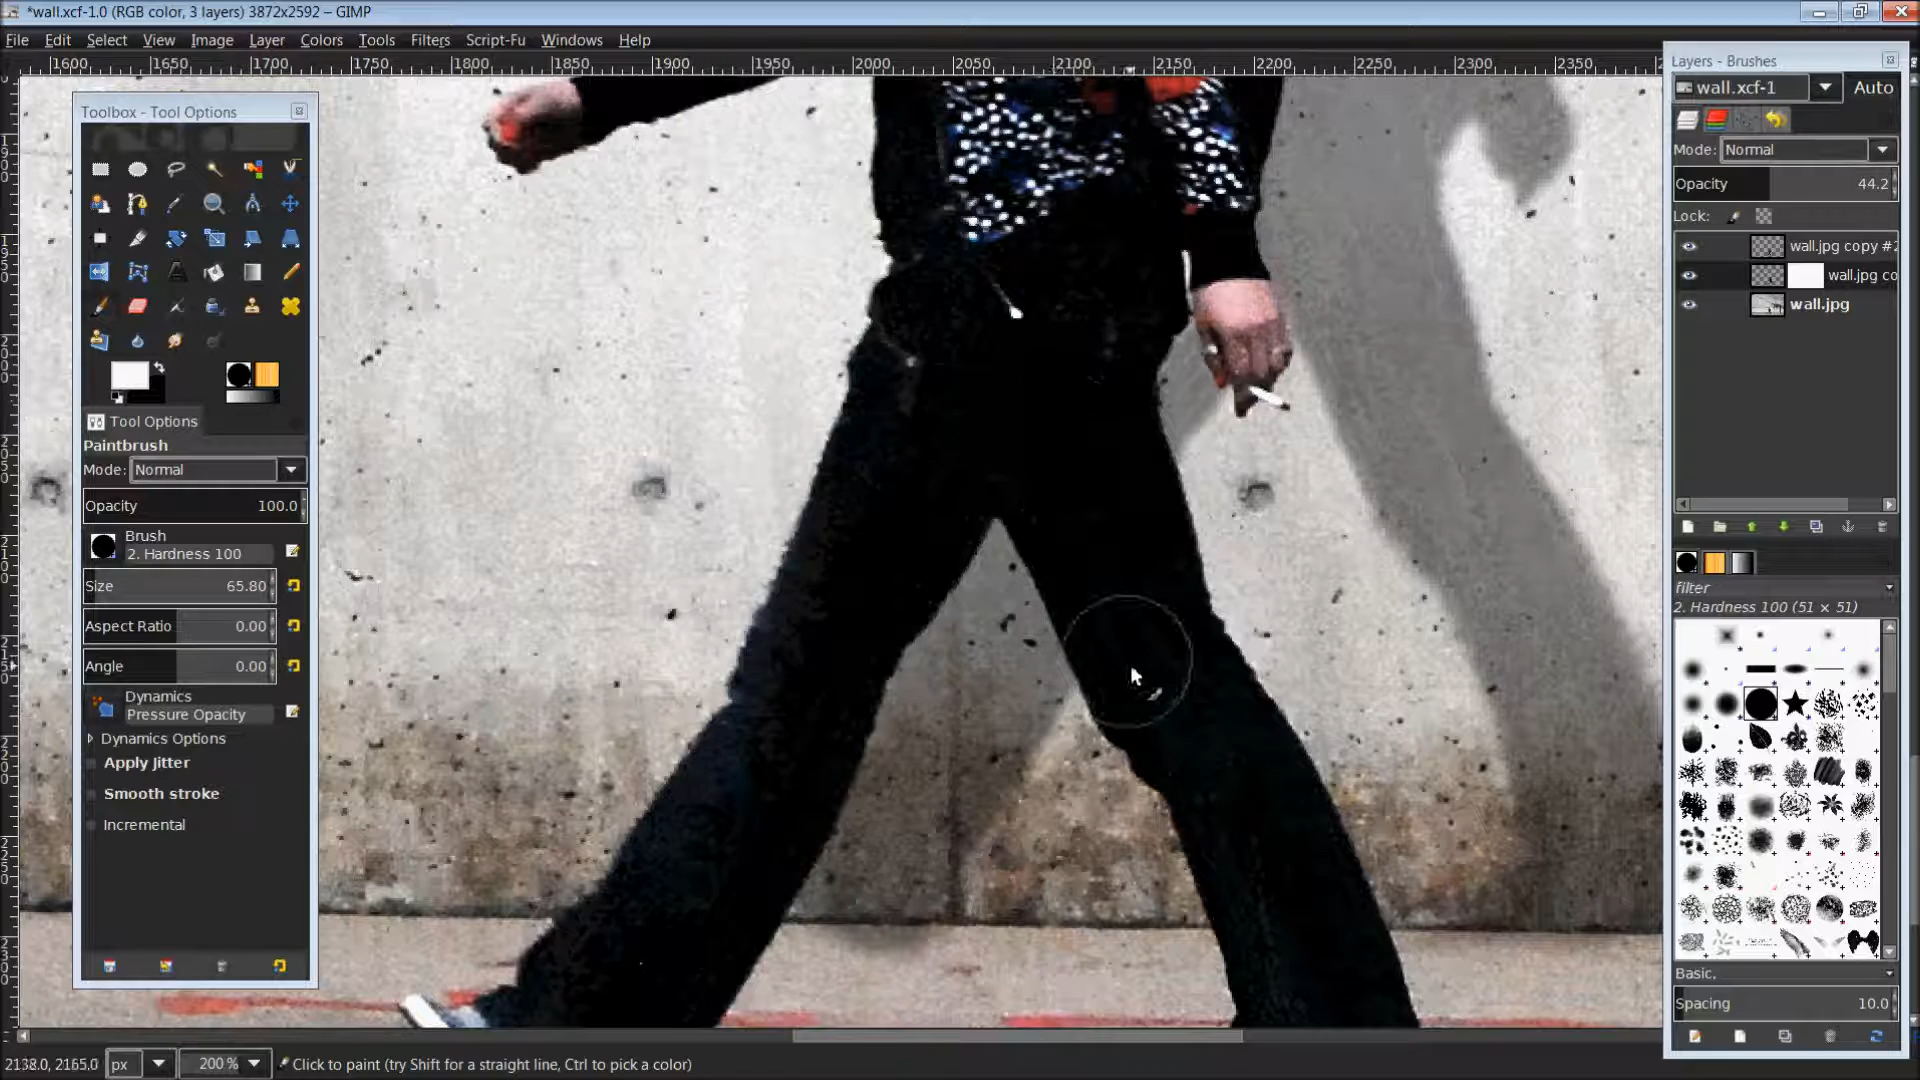 *wall.xcf-1.0 (RGB color, 3 layers) 3872x2592 – GIMP
File Edit Select View Image Layer Colors Tools Filters Script-Fu Windows Help
1600 1650 1700 1750 1800 1850 1900 1950 2000 2050 2100 2150 2200 2250 2300 2350
Toolbox - Tool Options
Tool Options
Paintbrush
Mode: Normal
Opacity 100.0
Brush
2. Hardness 100
Size 65.80
Aspect Ratio 0.00
Angle 0.00
Dynamics
Pressure Opacity
Dynamics Options
Apply Jitter
Smooth stroke
Incremental
Layers - Brushes
wall.xcf-1 Auto
Mode: Normal
Opacity 44.2
Lock:
wall.jpg copy #2
wall.jpg co
wall.jpg
filter
2. Hardness 100 (51 × 51)
Basic,
Spacing 10.0
2138.0, 2165.0 px 200 % Click to paint (try Shift for a straight line, Ctrl to pick a color)